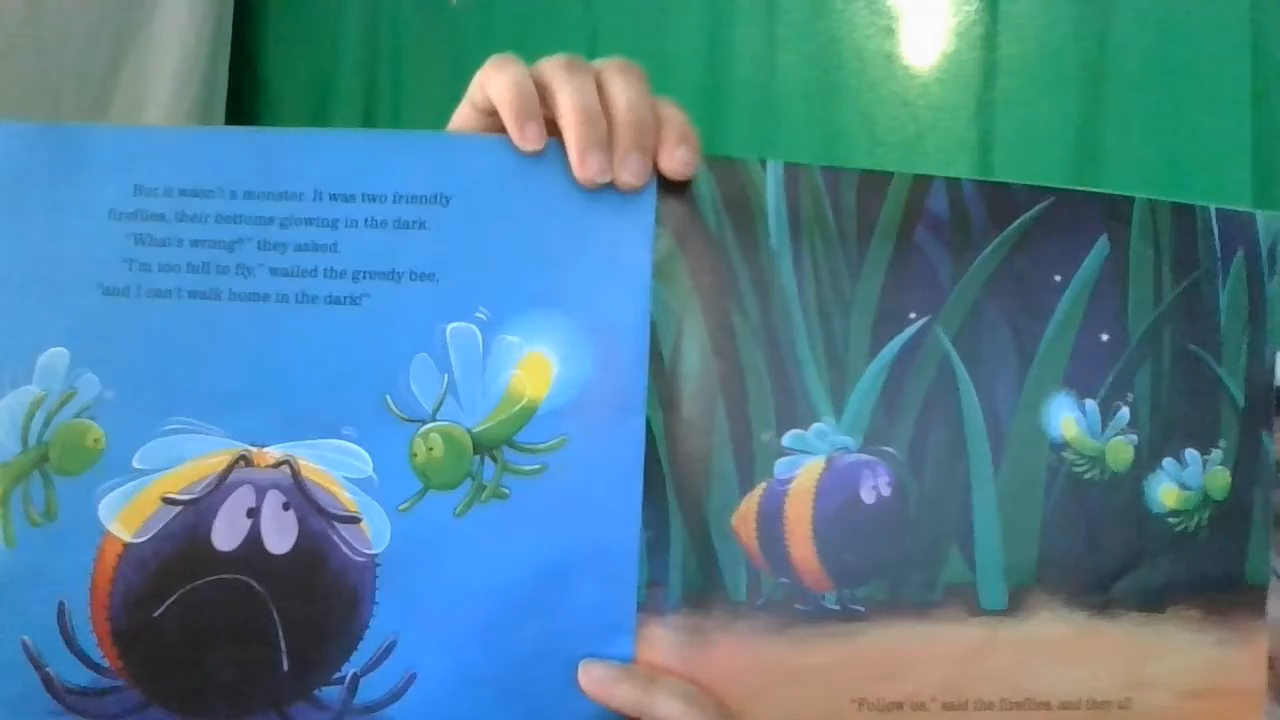 But it wasn't a monster. It was two friendly
fireflies, their bottoms glowing in the dark.
"What's wrong?" they asked.
"I'm too full to fly," wailed the greedy bee,
"and I can't walk home in the dark!"
"Follow us," said the fireflies, and they all